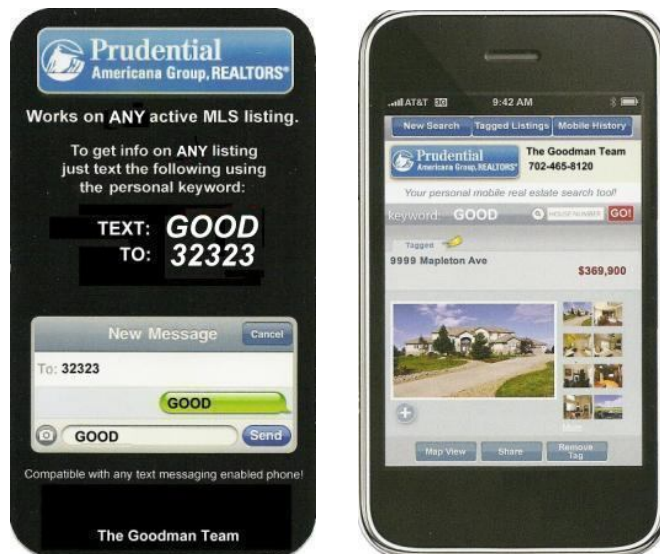 Prudential
Americana Group, REALTORS®
Works on ANY active MLS listing.
To get info on ANY listing
just text the following using
the personal keyword:
TEXT: GOOD
TO: 32323
New Message
Cancel
To: 32323
GOOD
GOOD
Send
Compatible with any text messaging enabled phone!
The Goodman Team
AT&T 3G 9:42 AM
New Search Tagged Listings Mobile History
Prudential
Americana Group, REALTORS®
The Goodman Team
702-465-8120
Your personal mobile real estate search tool!
keyword: GOOD HOUSE NUMBER GO!
Tagged
9999 Mapleton Ave
$369,900
More
Map View Share Remove Tag